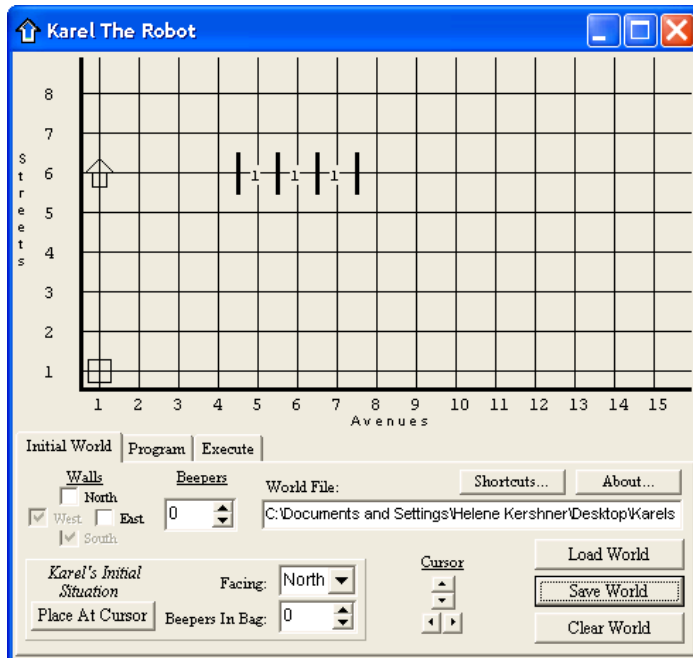 Karel The Robot
8
7
6
5
4
3
2
1
Streets
1 1 1
1 2 3 4 5 6 7 8 9 10 11 12 13 14 15
Avenues
Initial World Program Execute
Walls
North
West East
South
Beepers
0
World File:
Shortcuts...
About...
C:\Documents and Settings\Helene Kershner\Desktop\Karels
Karel's Initial
Situation
Place At Cursor
Facing: North
Beepers In Bag: 0
Cursor
Load World
Save World
Clear World